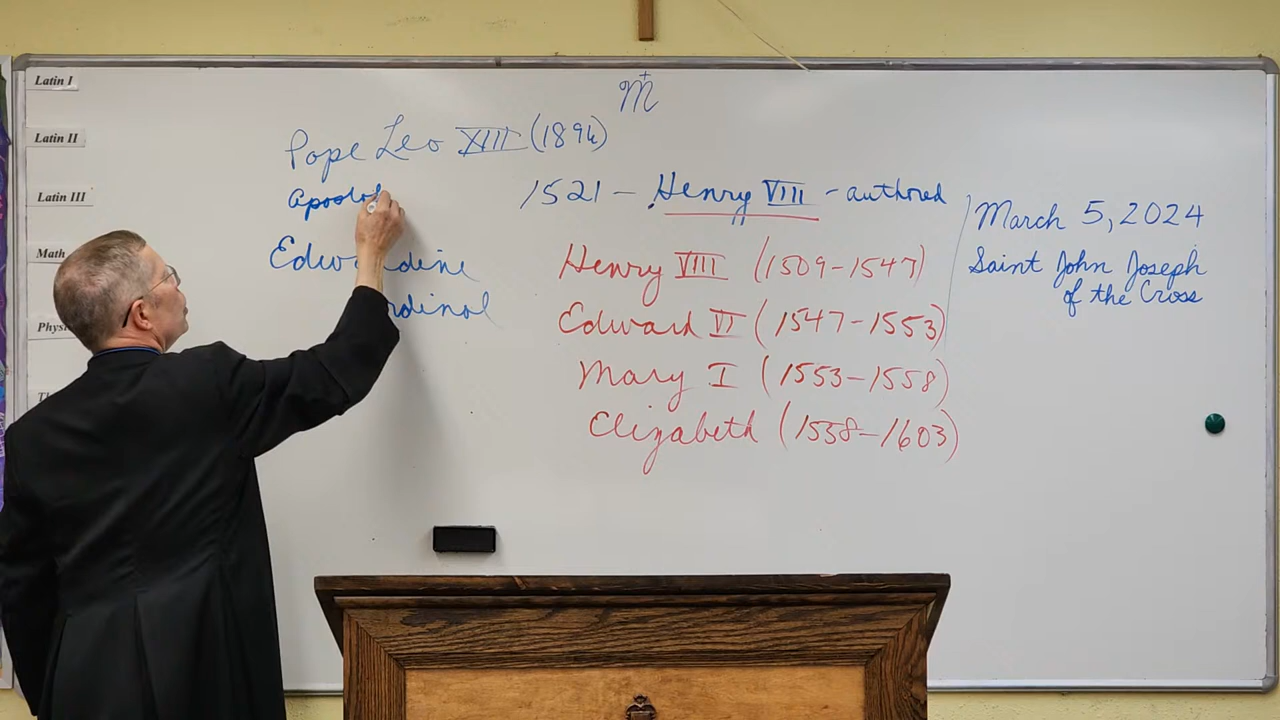 Latin I
Latin II
Latin III
Math
M
Pope Leo XIII (1896)
1521 – Henry VIII - authored
Henry VIII (1509-1547)
Edward VI (1547-1553)
Mary I (1553-1558)
Elizabeth (1558-1603)
March 5, 2024
Saint John Joseph
of the Cross